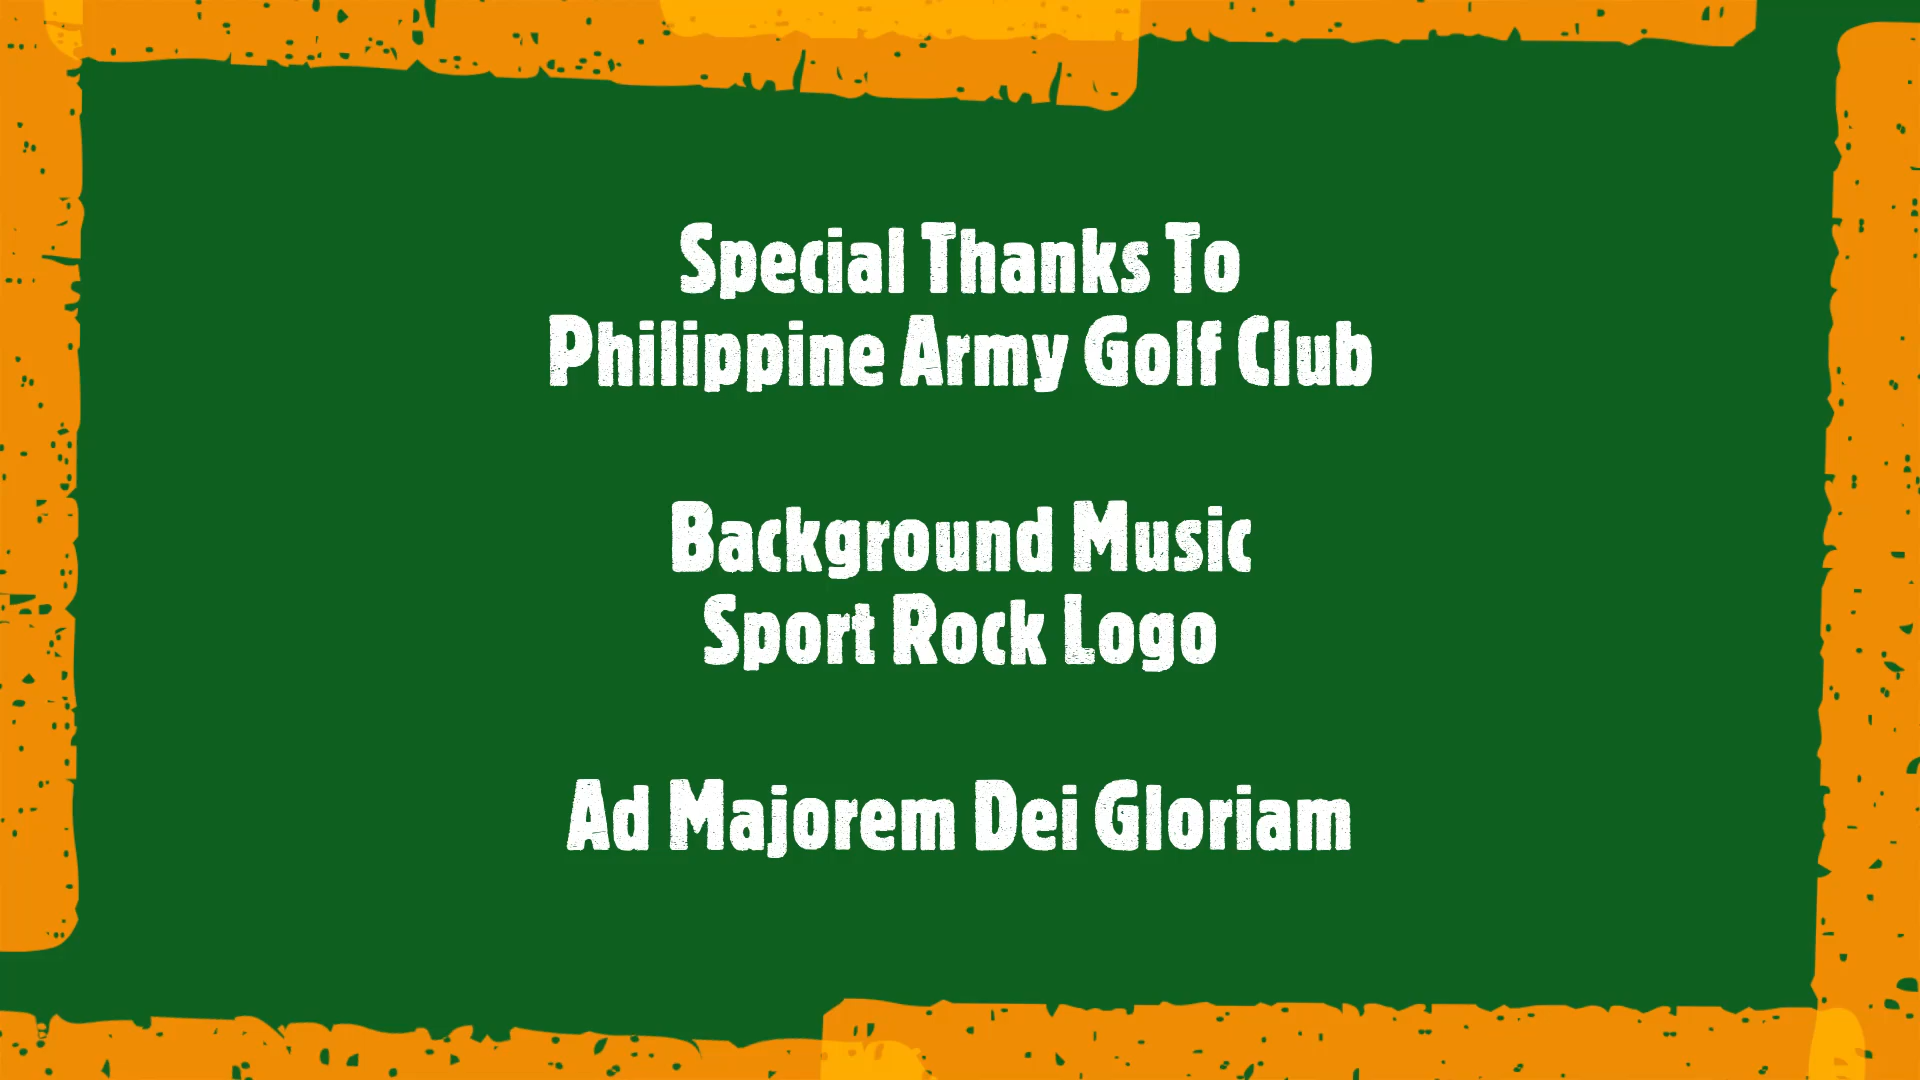 Special Thanks To
Philippine Army Golf Club
Background Music
Sport Rock Logo
Ad Majorem Dei Gloriam